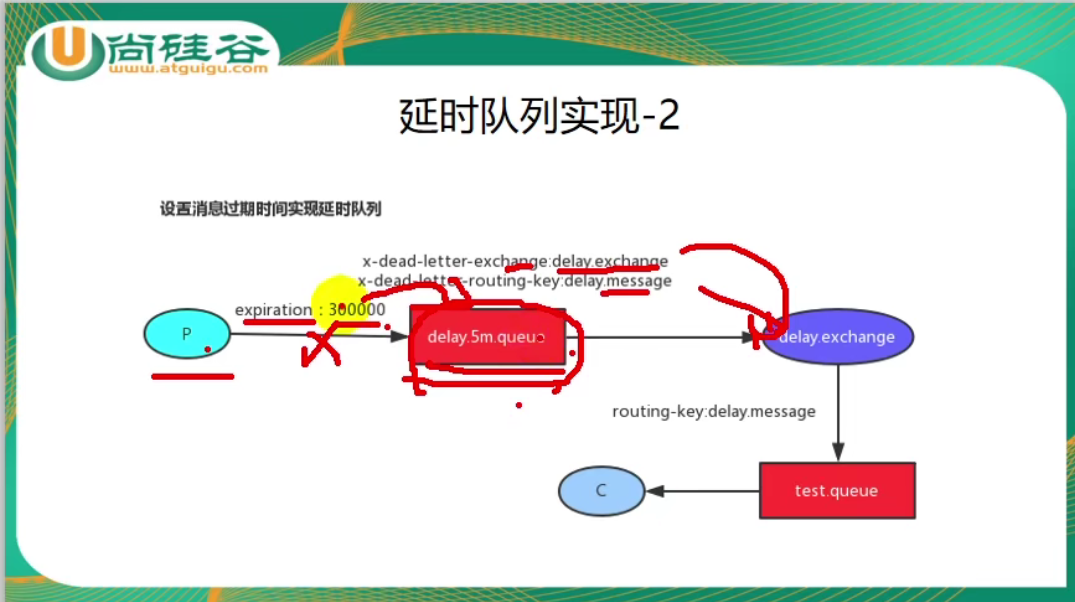 尚硅谷
www.atguigu.com
延时队列实现-2
设置消息过期时间实现延时队列
x-dead-letter-exchange:delay.exchange
x-dead-letter-routing-key:delay.message
expiration : 300000
P
delay.5m.queue
delay.exchange
routing-key:delay.message
C
test.queue